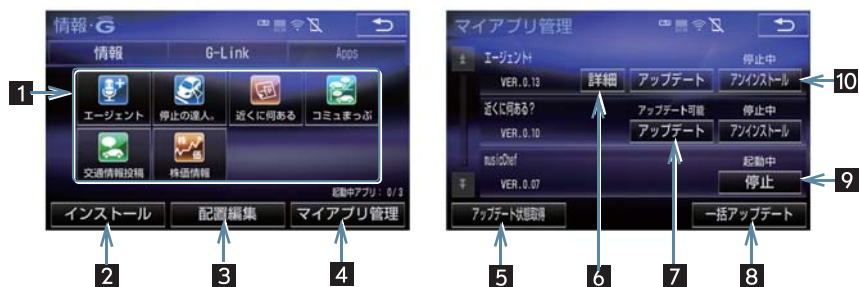 情報・G
情報
G-Link
Apps
エージェント
停止の達人。
近くに何ある
コミュまっぷ
交通情報投稿
株価情報
起動中アプリ：0/3
インストール
配置編集
マイアプリ管理
1
2
3
4
マイアプリ管理
エージェント+
停止中
VER.0.13
詳細
アップデート
アンインストール
近くに何ある?
アップデート可能
停止中
VER.0.10
アップデート
アンインストール
musicChef
起動中
VER.0.07
停止
アップデート状態取得
一括アップデート
5
6
7
8
9
10